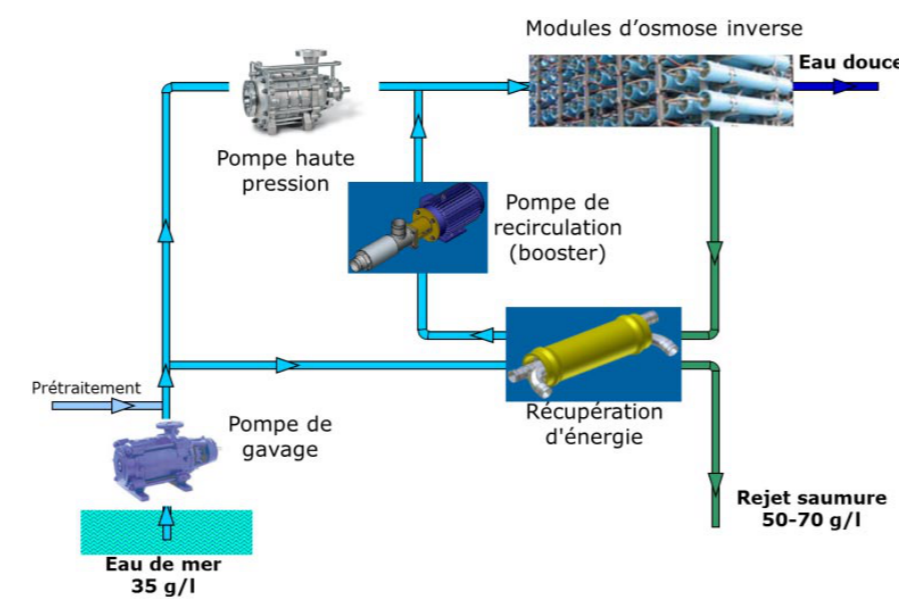 Modules d’osmose inverse
Eau douce
Pompe haute
pression
Pompe de
recirculation
(booster)
Prétraitement
Pompe de
gavage
Récupération
d'énergie
Rejet saumure
50-70 g/l
Eau de mer
35 g/l